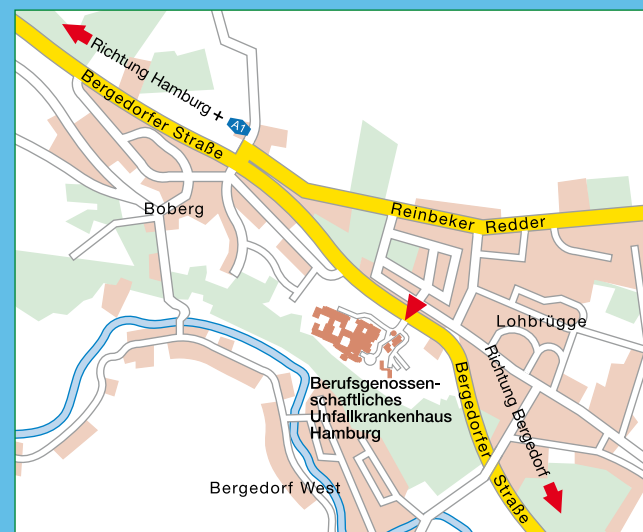 Richtung Hamburg +
A1
Bergedorfer Straße
Boberg
Reinbeker Redder
Lohbrügge
Richtung Bergedorf
Berufsgenossen-
schaftliches
Unfallkrankenhaus
Hamburg
Bergedorfer Straße
Bergedorf West